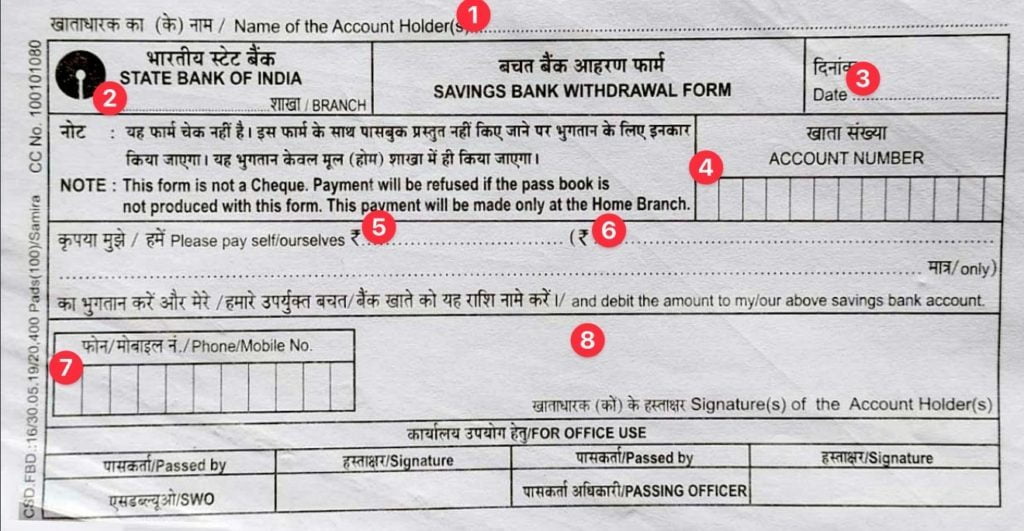 खाताधारक का (के) नाम / Name of the Account Holder(s)
1
भारतीय स्टेट बैंक
STATE BANK OF INDIA
2
शाखा / BRANCH
बचत बैंक आहरण फार्म
SAVINGS BANK WITHDRAWAL FORM
दिनांक
3
Date
नोट : यह फार्म चेक नहीं है। इस फार्म के साथ पासबुक प्रस्तुत नहीं किए जाने पर भुगतान के लिए इनकार
किया जाएगा। यह भुगतान केवल मूल (होम) शाखा में ही किया जाएगा।
NOTE : This form is not a Cheque. Payment will be refused if the pass book is
not produced with this form. This payment will be made only at the Home Branch.
खाता संख्या
ACCOUNT NUMBER
4
कृपया मुझे / हमें Please pay self/ourselves ₹ 5 (₹ 6
मात्र/only)
का भुगतान करें और मेरे /हमारे उपर्युक्त बचत/बैंक खाते को यह राशि नामे करें।/ and debit the amount to my/our above savings bank account.
फोन/मोबाइल नं./Phone/Mobile No.
7
8
खाताधारक (कों) के हस्ताक्षर Signature(s) of the Account Holder(s)
कार्यालय उपयोग हेतु/FOR OFFICE USE
पासकर्ता/Passed by हस्ताक्षर/Signature पासकर्ता/Passed by हस्ताक्षर/Signature
एसडब्ल्यूओ/SWO पासकर्ता अधिकारी/PASSING OFFICER
CSD.FBD.:16/30.05.19/20,400 Pads(100)/Samira CC No. 100101080